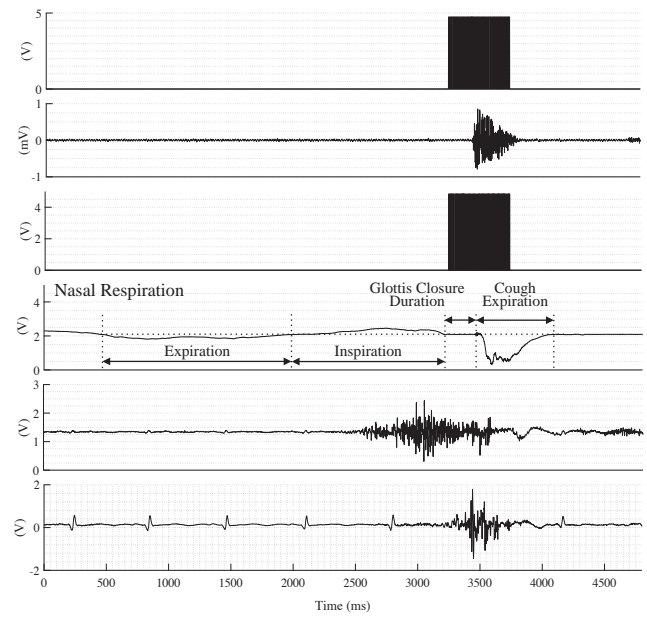 5
(V)
0
1
(mV)
0
-1
4
(V)
2
0
Nasal Respiration
Glottis Closure
Duration
Cough
Expiration
4
(V)
2
Expiration
Inspiration
0
3
(V)
2
1
0
2
(V)
0
-2
0 500 1000 1500 2000 2500 3000 3500 4000 4500
Time (ms)